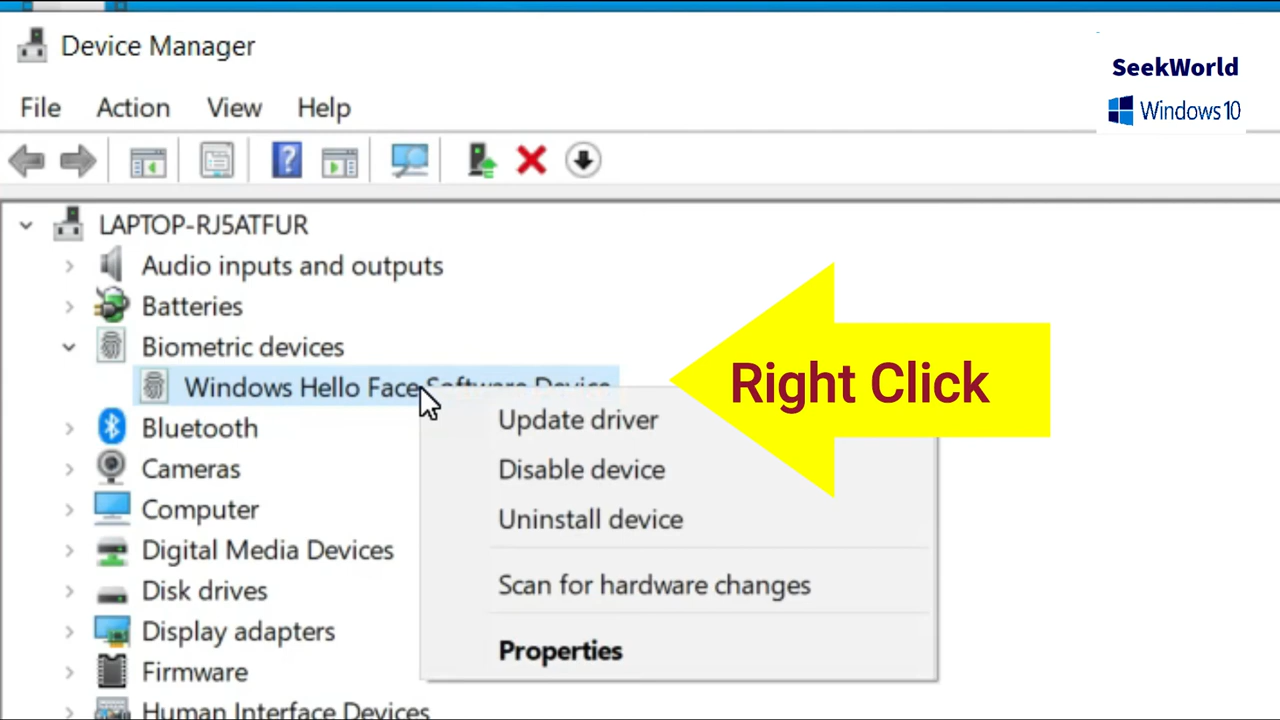 Device Manager
SeekWorld
Windows 10
File Action View Help
LAPTOP-RJ5ATFUR
Audio inputs and outputs
Batteries
Biometric devices
Windows Hello Face Software Device
Right Click
Update driver
Bluetooth
Cameras
Disable device
Computer
Uninstall device
Digital Media Devices
Disk drives
Scan for hardware changes
Display adapters
Properties
Firmware
Human Interface Devices